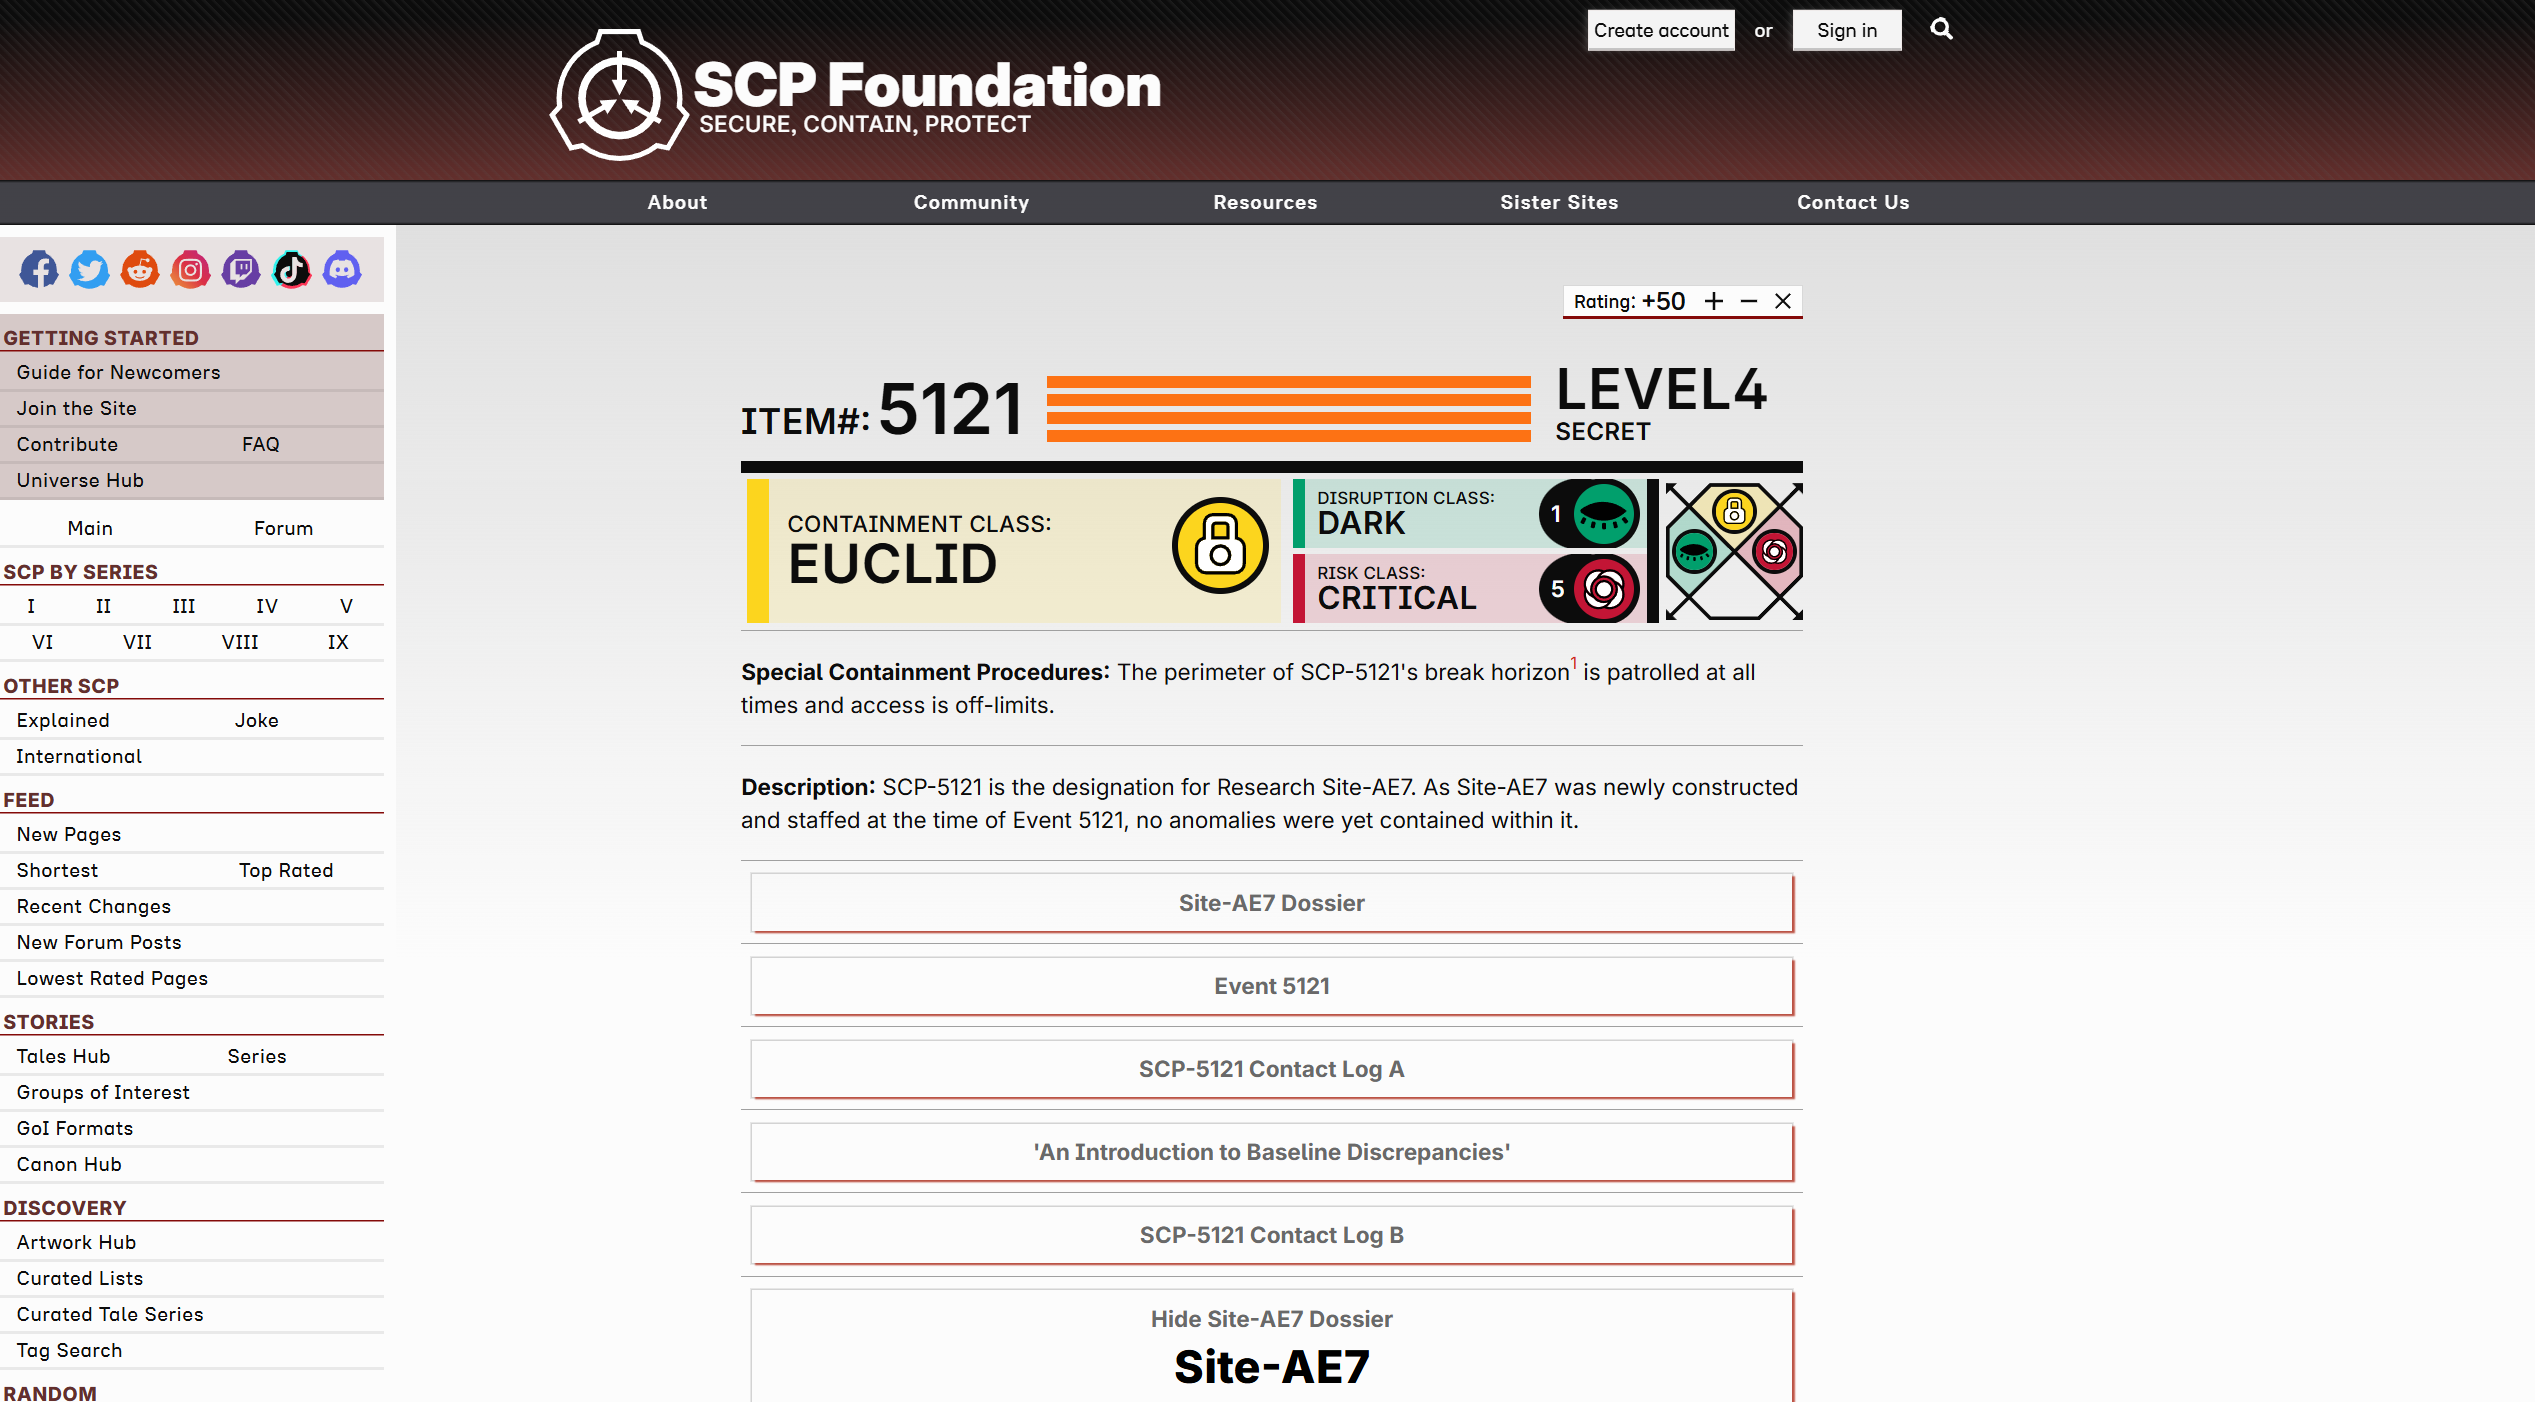 Create account or Sign in
SCP Foundation
SECURE, CONTAIN, PROTECT
About Community Resources Sister Sites Contact Us
GETTING STARTED
Guide for Newcomers
Join the Site
Contribute FAQ
Universe Hub
Main Forum
SCP BY SERIES
I II III IV V
VI VII VIII IX
OTHER SCP
Explained Joke
International
FEED
New Pages
Shortest Top Rated
Recent Changes
New Forum Posts
Lowest Rated Pages
STORIES
Tales Hub Series
Groups of Interest
GoI Formats
Canon Hub
DISCOVERY
Artwork Hub
Curated Lists
Curated Tale Series
Tag Search
RANDOM
Rating: +50 + − ×
ITEM#: 5121
LEVEL4
SECRET
CONTAINMENT CLASS:
EUCLID
DISRUPTION CLASS:
DARK
1
RISK CLASS:
CRITICAL
5
Special Containment Procedures: The perimeter of SCP-5121's break horizon1 is patrolled at all
times and access is off-limits.
Description: SCP-5121 is the designation for Research Site-AE7. As Site-AE7 was newly constructed
and staffed at the time of Event 5121, no anomalies were yet contained within it.
Site-AE7 Dossier
Event 5121
SCP-5121 Contact Log A
'An Introduction to Baseline Discrepancies'
SCP-5121 Contact Log B
Hide Site-AE7 Dossier
Site-AE7